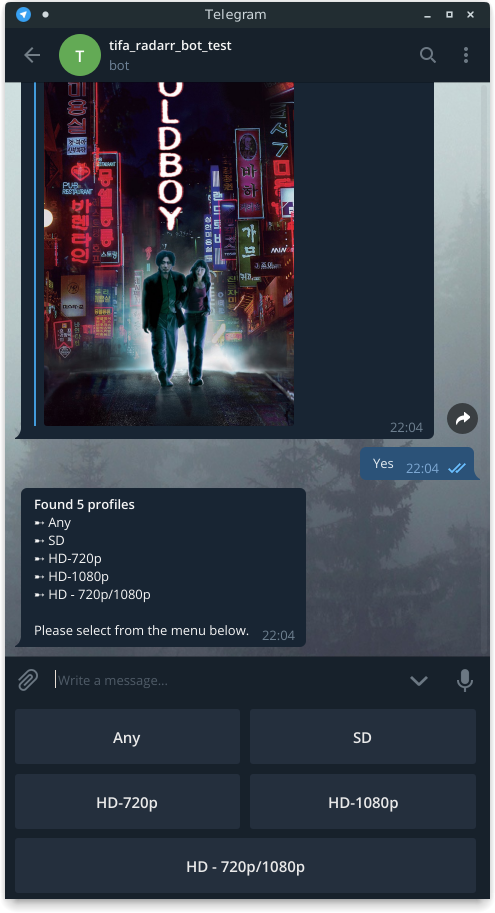 Telegram
T
tifa_radarr_bot_test
bot
OLDBOY
PUB
RESTAURANT
22:04
Yes 22:04
Found 5 profiles
➸ Any
➸ SD
➸ HD-720p
➸ HD-1080p
➸ HD - 720p/1080p
Please select from the menu below. 22:04
Write a message...
Any
SD
HD-720p
HD-1080p
HD - 720p/1080p